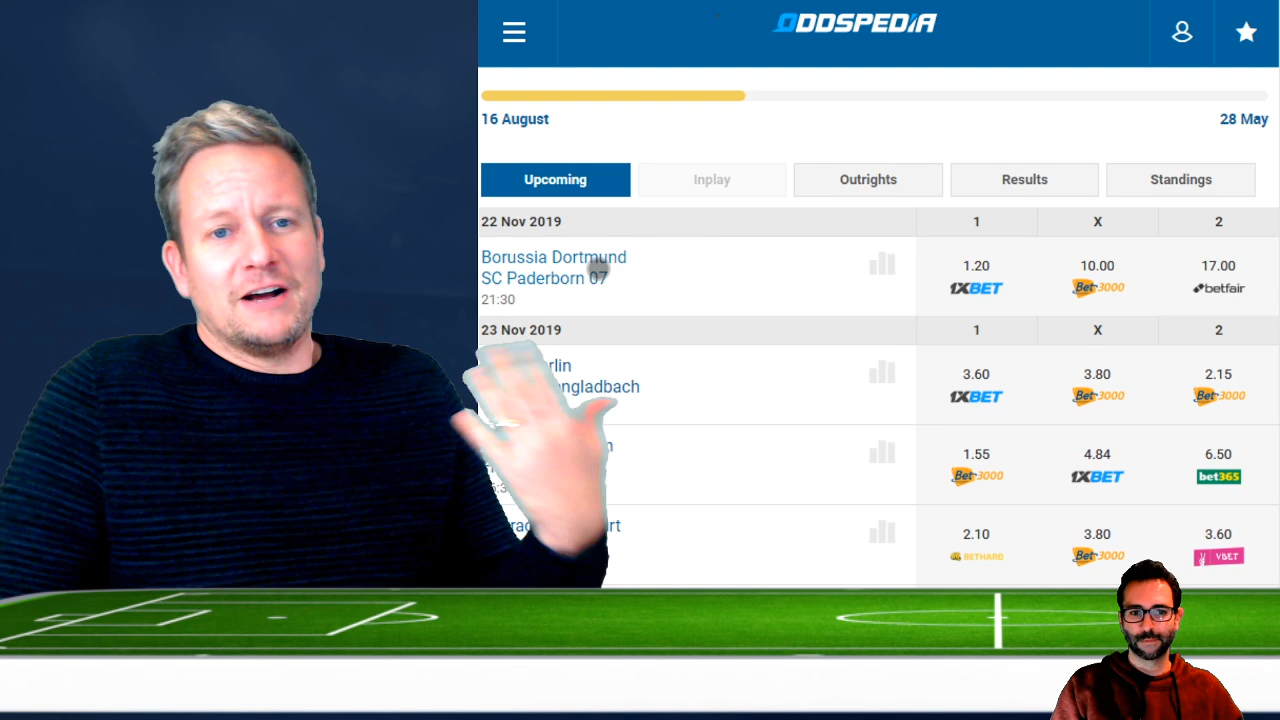 ODDSPEDIA
16 August 28 May
Upcoming Inplay Outrights Results Standings
22 Nov 2019 1 X 2
Borussia Dortmund
SC Paderborn 07
21:30
1.20 10.00 17.00
1XBET Bet3000 betfair
23 Nov 2019 1 X 2
3.60 3.80 2.15
1XBET Bet3000 Bet3000
1.55 4.84 6.50
Bet3000 1XBET bet365
2.10 3.80 3.60
BETHARD Bet3000 VBET